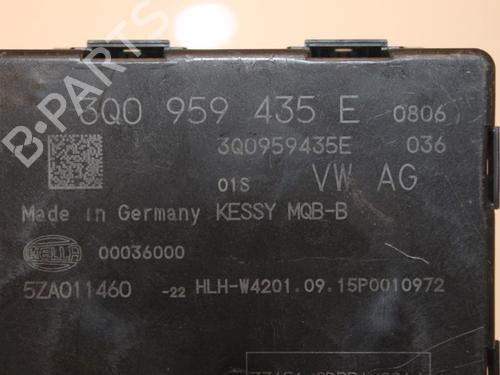 B-PARTS
3Q0 959 435 E 0806
3Q0959435E 036
01S VW AG
Made in Germany KESSY MQB-B
HELLA 00036000
5ZA011460 -22 HLH-W4201.09.15P0010972